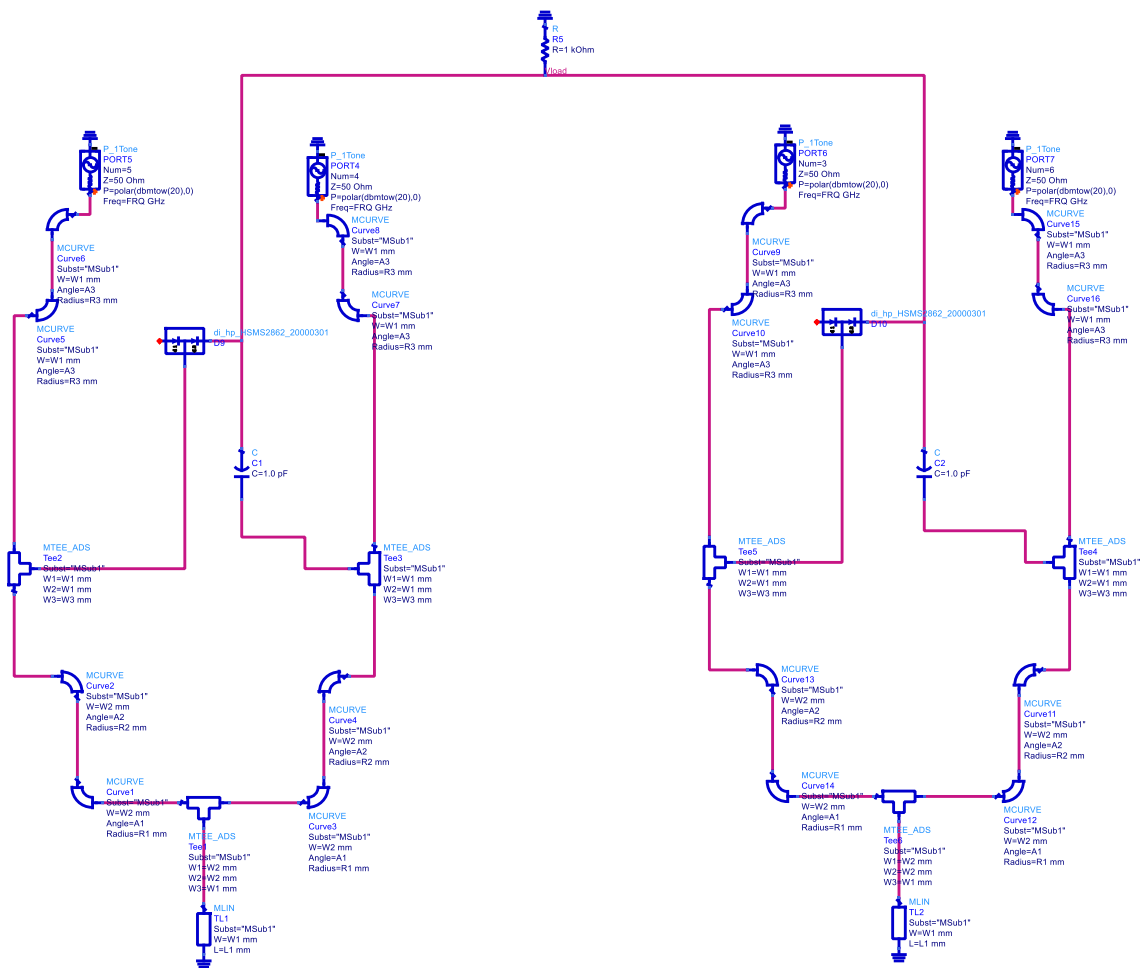 R
R5
R=1 kOhm
Vload
P_1Tone
PORT5
Num=5
Z=50 Ohm
P=polar(dbmtow(20),0)
Freq=FRQ GHz
P_1Tone
PORT4
Num=4
Z=50 Ohm
P=polar(dbmtow(20),0)
Freq=FRQ GHz
P_1Tone
PORT6
Num=3
Z=50 Ohm
P=polar(dbmtow(20),0)
Freq=FRQ GHz
P_1Tone
PORT7
Num=6
Z=50 Ohm
P=polar(dbmtow(20),0)
Freq=FRQ GHz
MCURVE
Curve6
Subst="MSub1"
W=W1 mm
Angle=A3
Radius=R3 mm
MCURVE
Curve8
Subst="MSub1"
W=W1 mm
Angle=A3
Radius=R3 mm
MCURVE
Curve9
Subst="MSub1"
W=W1 mm
Angle=A3
Radius=R3 mm
MCURVE
Curve15
Subst="MSub1"
W=W1 mm
Angle=A3
Radius=R3 mm
MCURVE
Curve5
Subst="MSub1"
W=W1 mm
Angle=A3
Radius=R3 mm
di_hp_HSMS2862_20000301
D9
MCURVE
Curve7
Subst="MSub1"
W=W1 mm
Angle=A3
Radius=R3 mm
MCURVE
Curve10
Subst="MSub1"
W=W1 mm
Angle=A3
Radius=R3 mm
di_hp_HSMS2862_20000301
D10
MCURVE
Curve16
Subst="MSub1"
W=W1 mm
Angle=A3
Radius=R3 mm
C
C1
C=1.0 pF
C
C2
C=1.0 pF
MTEE_ADS
Tee2
Subst="MSub1"
W1=W1 mm
W2=W1 mm
W3=W3 mm
MTEE_ADS
Tee3
Subst="MSub1"
W1=W1 mm
W2=W1 mm
W3=W3 mm
MTEE_ADS
Tee5
Subst="MSub1"
W1=W1 mm
W2=W1 mm
W3=W3 mm
MTEE_ADS
Tee4
Subst="MSub1"
W1=W1 mm
W2=W1 mm
W3=W3 mm
MCURVE
Curve2
Subst="MSub1"
W=W2 mm
Angle=A2
Radius=R2 mm
MCURVE
Curve4
Subst="MSub1"
W=W2 mm
Angle=A2
Radius=R2 mm
MCURVE
Curve13
Subst="MSub1"
W=W2 mm
Angle=A2
Radius=R2 mm
MCURVE
Curve11
Subst="MSub1"
W=W2 mm
Angle=A2
Radius=R2 mm
MCURVE
Curve1
Subst="MSub1"
W=W2 mm
Angle=A1
Radius=R1 mm
MTEE_ADS
Tee1
Subst="MSub1"
W1=W2 mm
W2=W2 mm
W3=W1 mm
MCURVE
Curve3
Subst="MSub1"
W=W2 mm
Angle=A1
Radius=R1 mm
MCURVE
Curve14
Subst="MSub1"
W=W2 mm
Angle=A1
Radius=R1 mm
MTEE_ADS
Tee6
Subst="MSub1"
W1=W2 mm
W2=W2 mm
W3=W1 mm
MCURVE
Curve12
Subst="MSub1"
W=W2 mm
Angle=A1
Radius=R1 mm
MLIN
TL1
Subst="MSub1"
W=W1 mm
L=L1 mm
MLIN
TL2
Subst="MSub1"
W=W1 mm
L=L1 mm